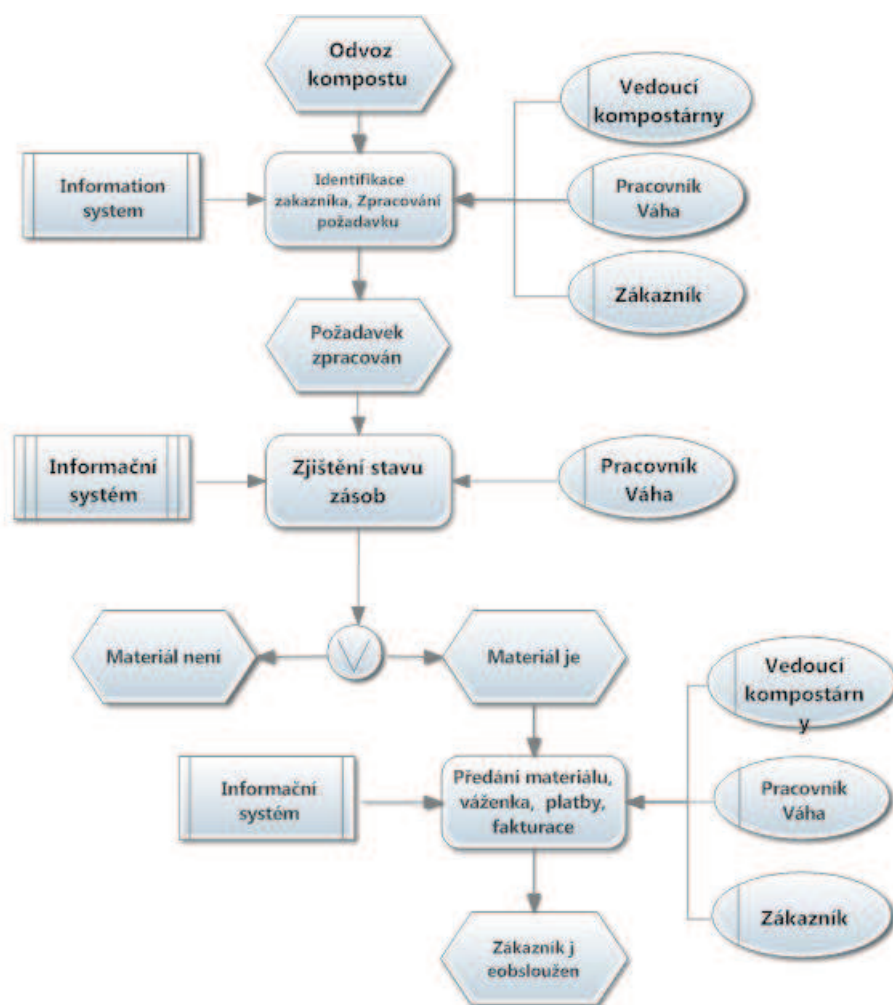 Odvoz
kompostu
Vedoucí
kompostárny
Information
system
Identifikace
zakazníka, Zpracování
požadavku
Pracovník
Váha
Zákazník
Požadavek
zpracován
Informační
systém
Zjištění stavu
zásob
Pracovník
Váha
Materiál není
V
Materiál je
Vedoucí
kompostárn
y
Informační
systém
Předání materiálu,
váženka, platby,
fakturace
Pracovník
Váha
Zákazník
Zákazník j
eobsloužen